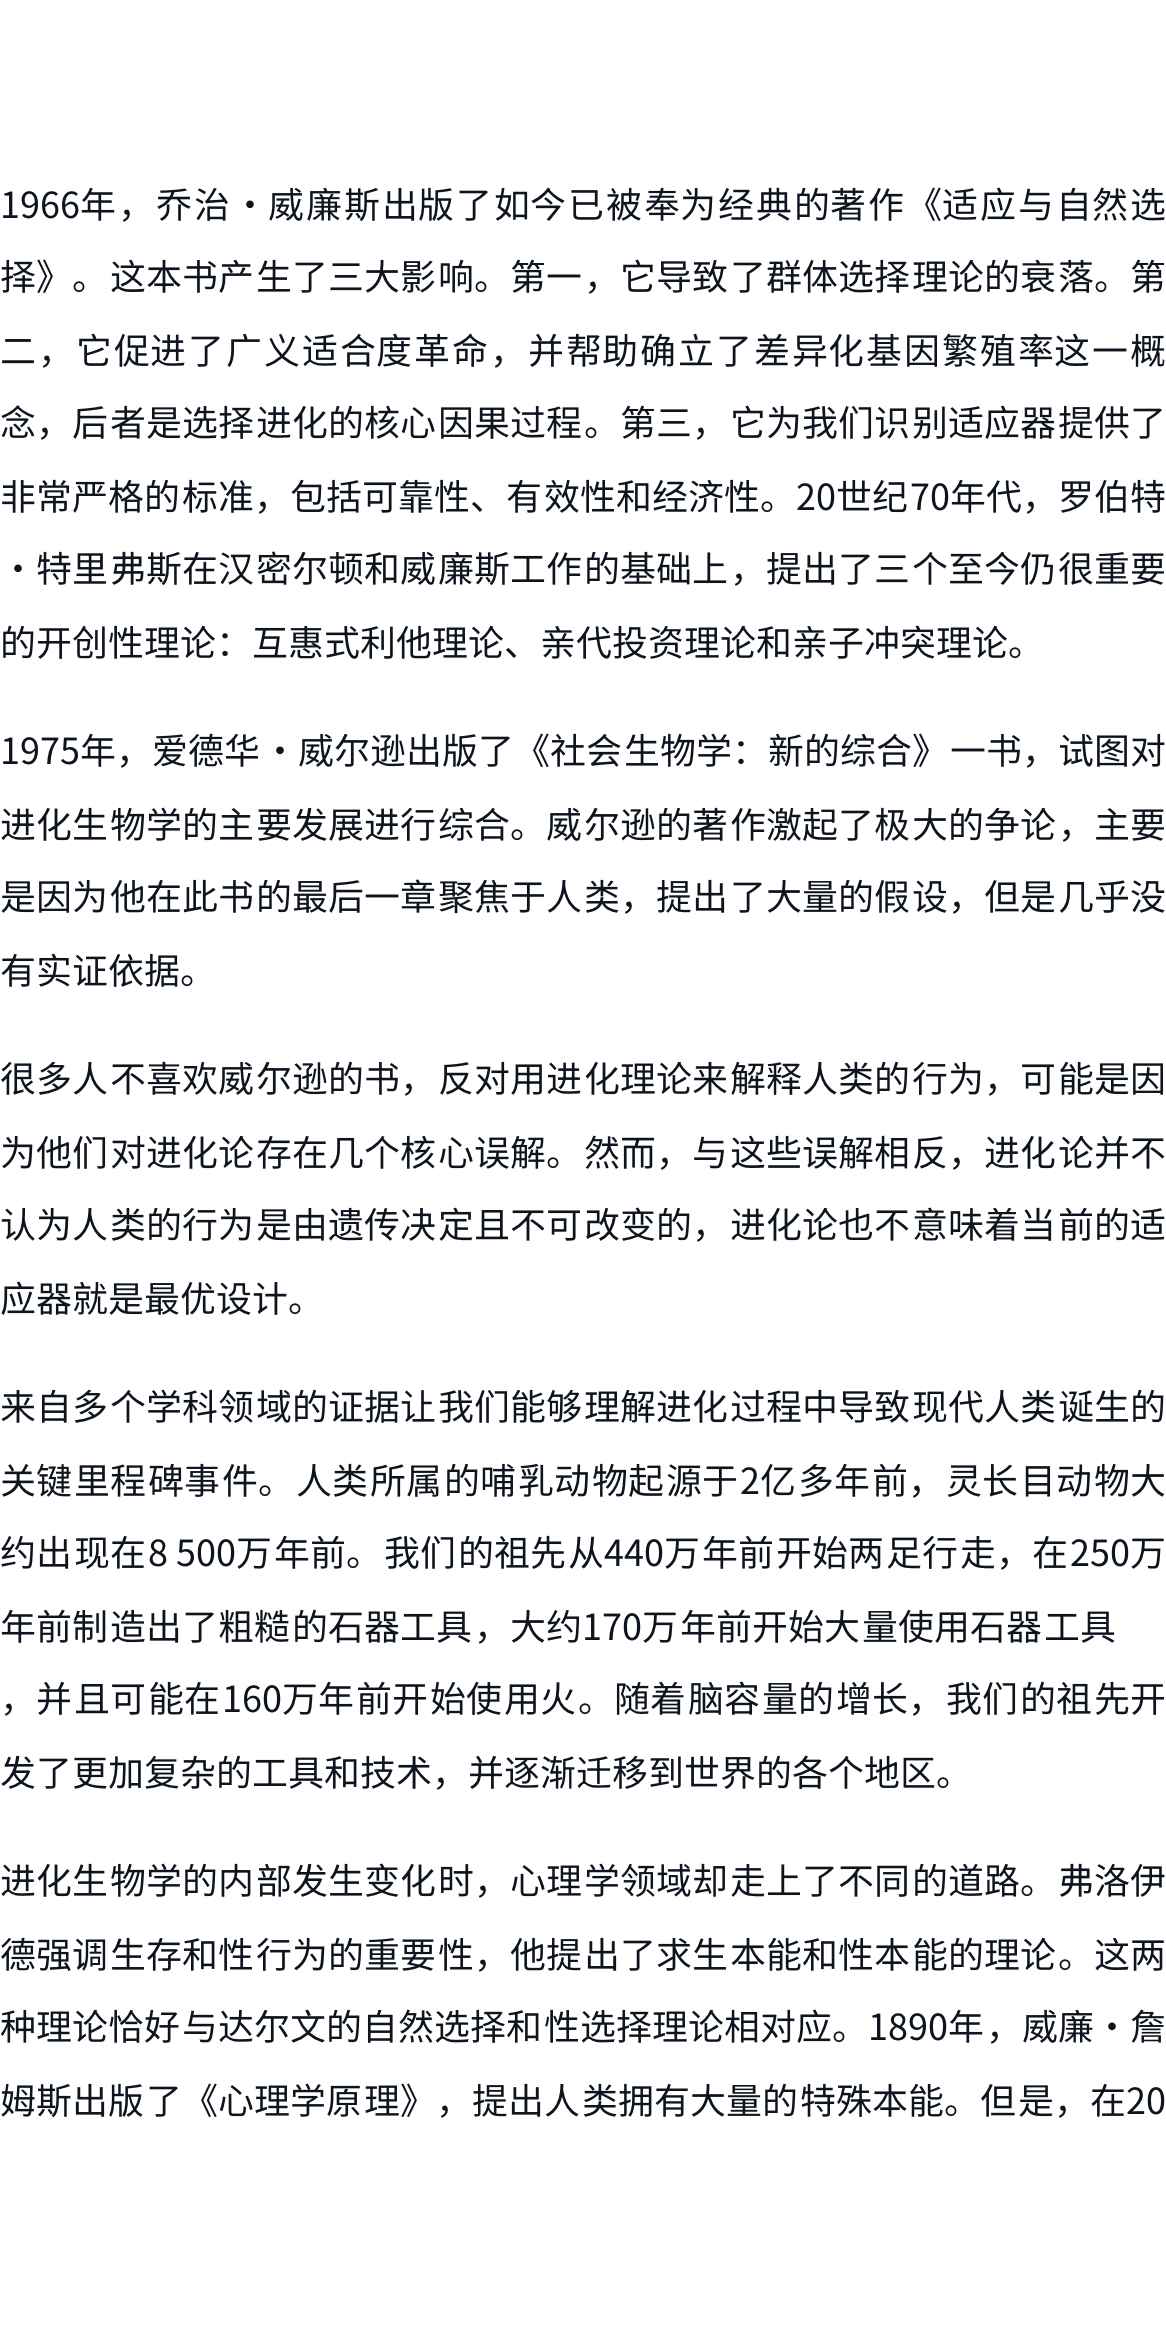 1966年，乔治·威廉斯出版了如今已被奉为经典的著作《适应与自然选
择》。这本书产生了三大影响。第一，它导致了群体选择理论的衰落。第
二，它促进了广义适合度革命，并帮助确立了差异化基因繁殖率这一概
念，后者是选择进化的核心因果过程。第三，它为我们识别适应器提供了
非常严格的标准，包括可靠性、有效性和经济性。20世纪70年代，罗伯特
·特里弗斯在汉密尔顿和威廉斯工作的基础上，提出了三个至今仍很重要
的开创性理论：互惠式利他理论、亲代投资理论和亲子冲突理论。
1975年，爱德华·威尔逊出版了《社会生物学：新的综合》一书，试图对
进化生物学的主要发展进行综合。威尔逊的著作激起了极大的争论，主要
是因为他在此书的最后一章聚焦于人类，提出了大量的假设，但是几乎没
有实证依据。
很多人不喜欢威尔逊的书，反对用进化理论来解释人类的行为，可能是因
为他们对进化论存在几个核心误解。然而，与这些误解相反，进化论并不
认为人类的行为是由遗传决定且不可改变的，进化论也不意味着当前的适
应器就是最优设计。
来自多个学科领域的证据让我们能够理解进化过程中导致现代人类诞生的
关键里程碑事件。人类所属的哺乳动物起源于2亿多年前，灵长目动物大
约出现在8 500万年前。我们的祖先从440万年前开始两足行走，在250万
年前制造出了粗糙的石器工具，大约170万年前开始大量使用石器工具
，并且可能在160万年前开始使用火。随着脑容量的增长，我们的祖先开
发了更加复杂的工具和技术，并逐渐迁移到世界的各个地区。
进化生物学的内部发生变化时，心理学领域却走上了不同的道路。弗洛伊
德强调生存和性行为的重要性，他提出了求生本能和性本能的理论。这两
种理论恰好与达尔文的自然选择和性选择理论相对应。1890年，威廉·詹
姆斯出版了《心理学原理》，提出人类拥有大量的特殊本能。但是，在20